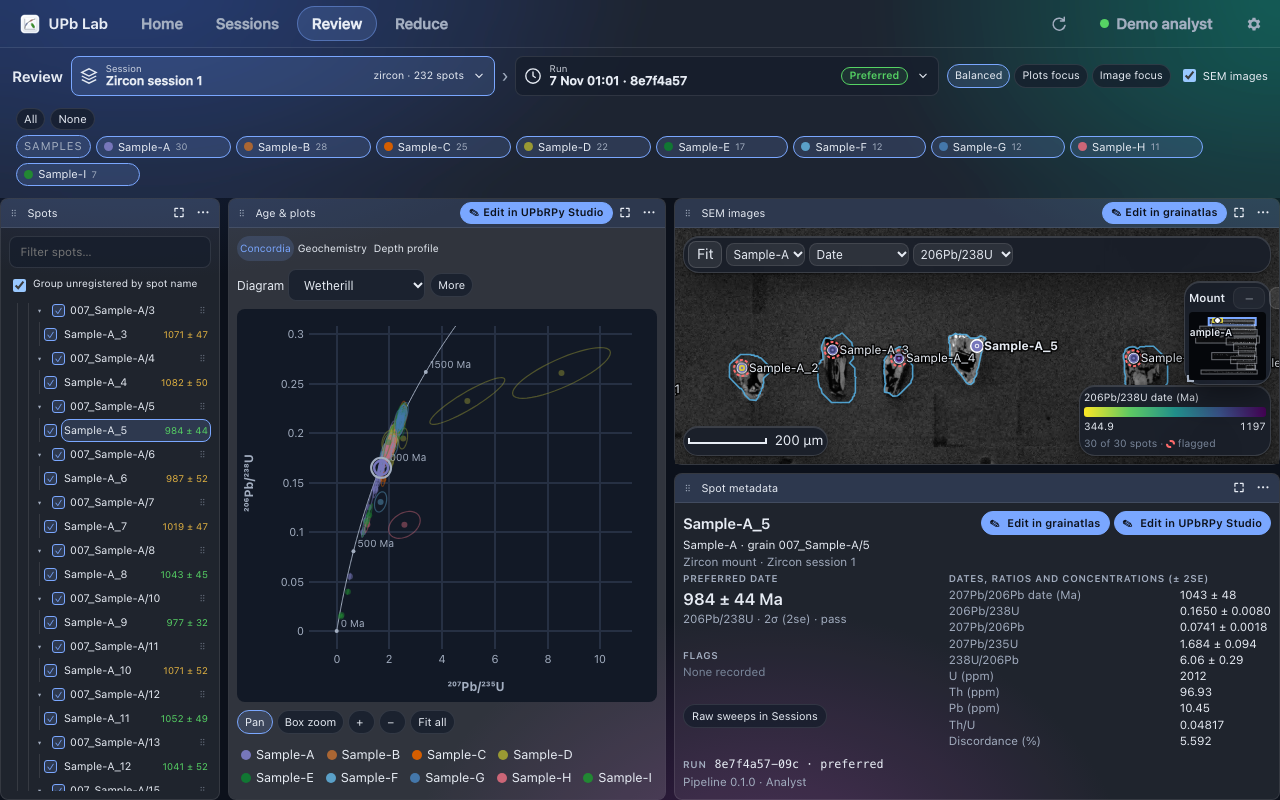 UPb Lab Home Sessions Review Reduce Demo analyst
Review
Session
Zircon session 1
zircon · 232 spots
›
Run
7 Nov 01:01 · 8e7f4a57
Preferred
Balanced Plots focus Image focus SEM images
All None
SAMPLES Sample-A 30 Sample-B 28 Sample-C 25 Sample-D 22 Sample-E 17 Sample-F 12 Sample-G 12 Sample-H 11
Sample-I 7
Spots
Filter spots...
Group unregistered by spot name
007_Sample-A/3
Sample-A_3 1071 ± 47
007_Sample-A/4
Sample-A_4 1082 ± 50
007_Sample-A/5
Sample-A_5 984 ± 44
007_Sample-A/6
Sample-A_6 987 ± 52
007_Sample-A/7
Sample-A_7 1019 ± 47
007_Sample-A/8
Sample-A_8 1043 ± 45
007_Sample-A/10
Sample-A_9 977 ± 32
007_Sample-A/11
Sample-A_10 1071 ± 52
007_Sample-A/12
Sample-A_11 1052 ± 49
007_Sample-A/13
Sample-A_12 1041 ± 52
007_Sample-A/15
Age & plots
Edit in UPbRPy Studio
Concordia Geochemistry Depth profile
Diagram Wetherill More
0.3
0.25
0.2
0.15
0.1
0.05
0
²⁰⁶Pb/²³⁸U
1500 Ma
000 Ma
500 Ma
0 Ma
0 2 4 6 8 10
²⁰⁷Pb/²³⁵U
Pan Box zoom + − Fit all
Sample-A Sample-B Sample-C Sample-D
Sample-E Sample-F Sample-G Sample-H Sample-I
SEM images
Edit in grainatlas
Fit Sample-A Date 206Pb/238U
Mount −
ample-A
1
Sample-A_2
Sample-A_3
Sample-A_4
Sample-A_5
Sample
200 µm
206Pb/238U date (Ma)
344.9 1197
30 of 30 spots · flagged
Spot metadata
Sample-A_5
Edit in grainatlas Edit in UPbRPy Studio
Sample-A · grain 007_Sample-A/5
Zircon mount · Zircon session 1
PREFERRED DATE
984 ± 44 Ma
206Pb/238U · 2σ (2se) · pass
FLAGS
None recorded
Raw sweeps in Sessions
DATES, RATIOS AND CONCENTRATIONS (± 2SE)
207Pb/206Pb date (Ma) 1043 ± 48
206Pb/238U 0.1650 ± 0.0080
207Pb/206Pb 0.0741 ± 0.0018
207Pb/235U 1.684 ± 0.094
238U/206Pb 6.06 ± 0.29
U (ppm) 2012
Th (ppm) 96.93
Pb (ppm) 10.45
Th/U 0.04817
Discordance (%) 5.592
RUN 8e7f4a57-09c · preferred
Pipeline 0.1.0 · Analyst